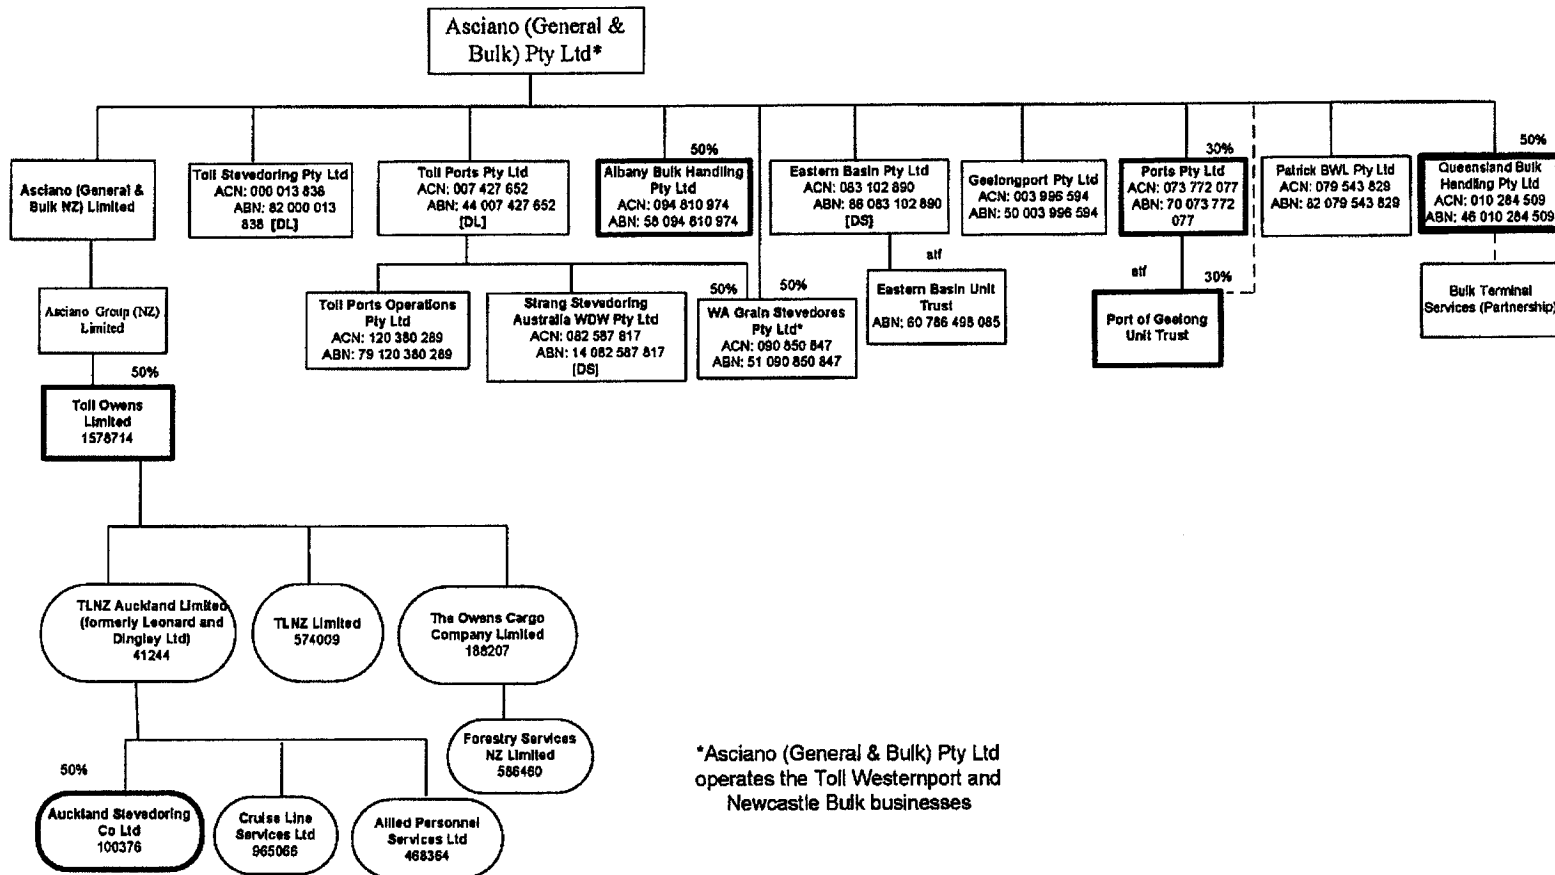 Asciano (General &
Bulk) Pty Ltd*
Asciano (General &
Bulk NZ) Limited
Toll Stevedoring Pty Ltd
ACN: 000 013 838
ABN: 82 000 013
838 [DL]
Toll Ports Pty Ltd
ACN: 007 427 652
ABN: 44 007 427 652
[DL]
50%
Albany Bulk Handling
Pty Ltd
ACN: 094 810 974
ABN: 58 094 810 974
Eastern Basin Pty Ltd
ACN: 083 102 890
ABN: 86 083 102 890
[DS]
Geelongport Pty Ltd
ACN: 003 996 594
ABN: 50 003 996 594
30%
Ports Pty Ltd
ACN: 073 772 077
ABN: 70 073 772
077
Patrick BWL Pty Ltd
ACN: 079 543 829
ABN: 82 079 543 829
50%
Queensland Bulk
Handling Pty Ltd
ACN: 010 284 509
ABN: 46 010 284 509
Asciano Group (NZ)
Limited
Toll Ports Operations
Pty Ltd
ACN: 120 380 289
ABN: 79 120 380 289
Strang Stevedoring
Australia WDW Pty Ltd
ACN: 082 587 817
ABN: 14 082 587 817
[DS]
50%
50%
WA Grain Stevedores
Pty Ltd*
ACN: 090 850 847
ABN: 51 090 850 847
atf
Eastern Basin Unit
Trust
ABN: 60 786 498 085
atf
30%
Port of Geelong
Unit Trust
Bulk Terminal
Services (Partnership)
50%
Toll Owens
Limited
1578714
TLNZ Auckland Limited
(formerly Leonard and
Dingley Ltd)
41244
TLNZ Limited
574009
The Owens Cargo
Company Limited
188207
Forestry Services
NZ Limited
586460
50%
Auckland Stevedoring
Co Ltd
100376
Cruise Line
Services Ltd
965066
Allied Personnel
Services Ltd
468364
*Asciano (General & Bulk) Pty Ltd
operates the Toll Westernport and
Newcastle Bulk businesses